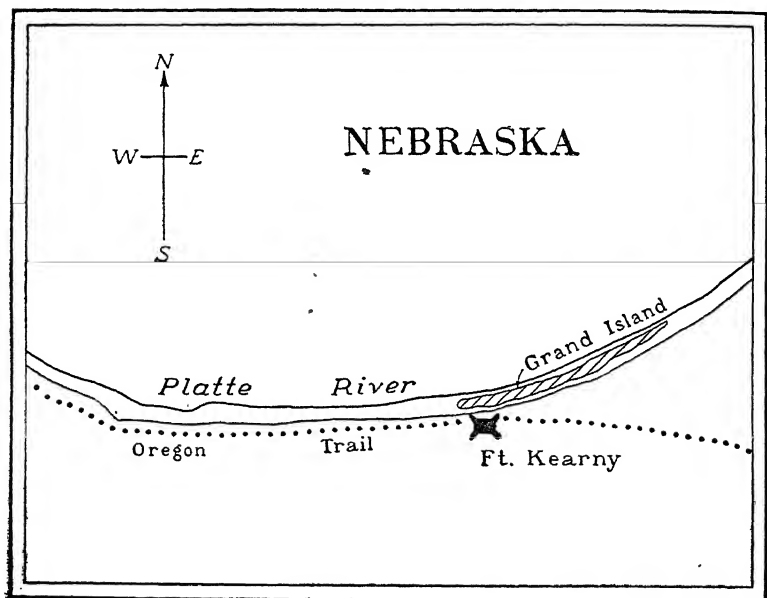 N
NEBRASKA
W E
S
Grand Island
Platte River
Oregon Trail
Ft. Kearny